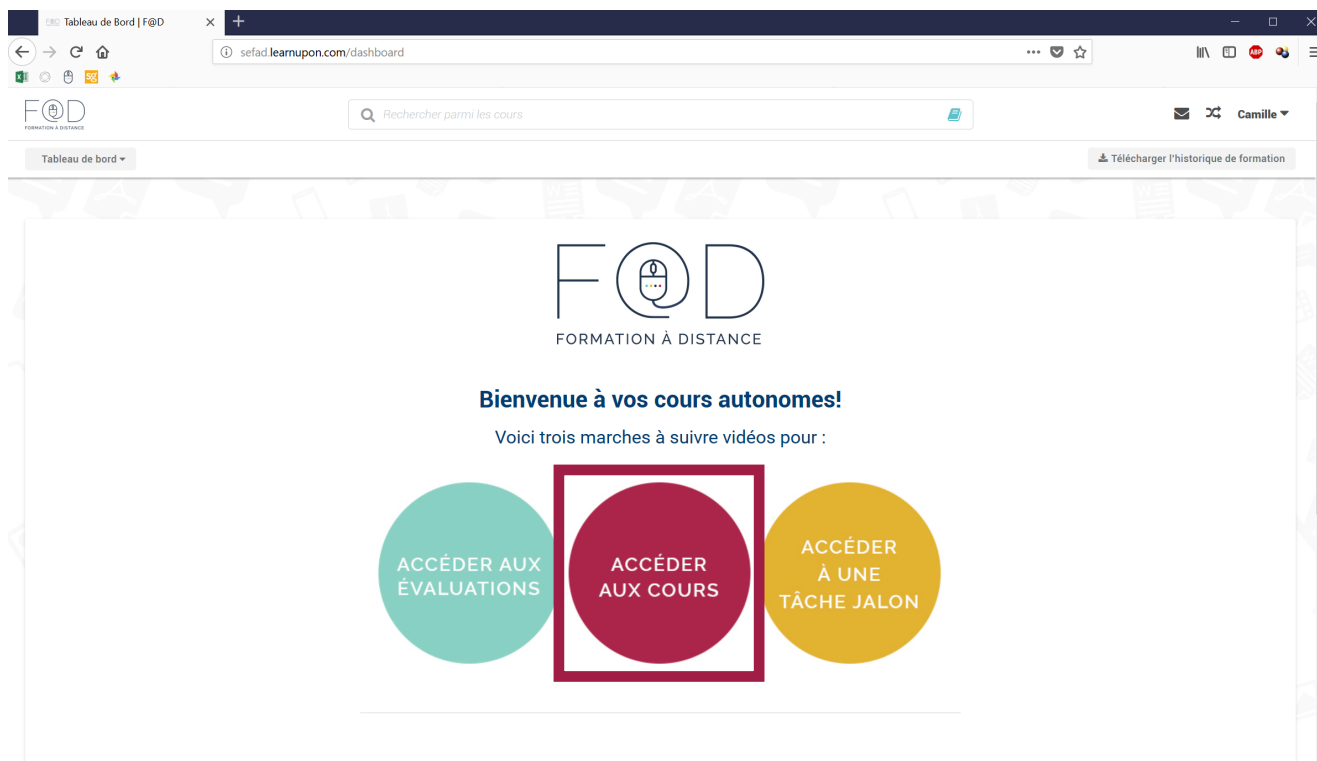 Tableau de Bord | F@D
sefad.learnupon.com/dashboard
sg
ABP
F@D
FORMATION À DISTANCE
Rechercher parmi les cours
Camille
Tableau de bord
Télécharger l'historique de formation
F@D
FORMATION À DISTANCE
Bienvenue à vos cours autonomes!
Voici trois marches à suivre vidéos pour :
ACCÉDER AUX
ÉVALUATIONS
ACCÉDER
AUX COURS
ACCÉDER
À UNE
TÂCHE JALON